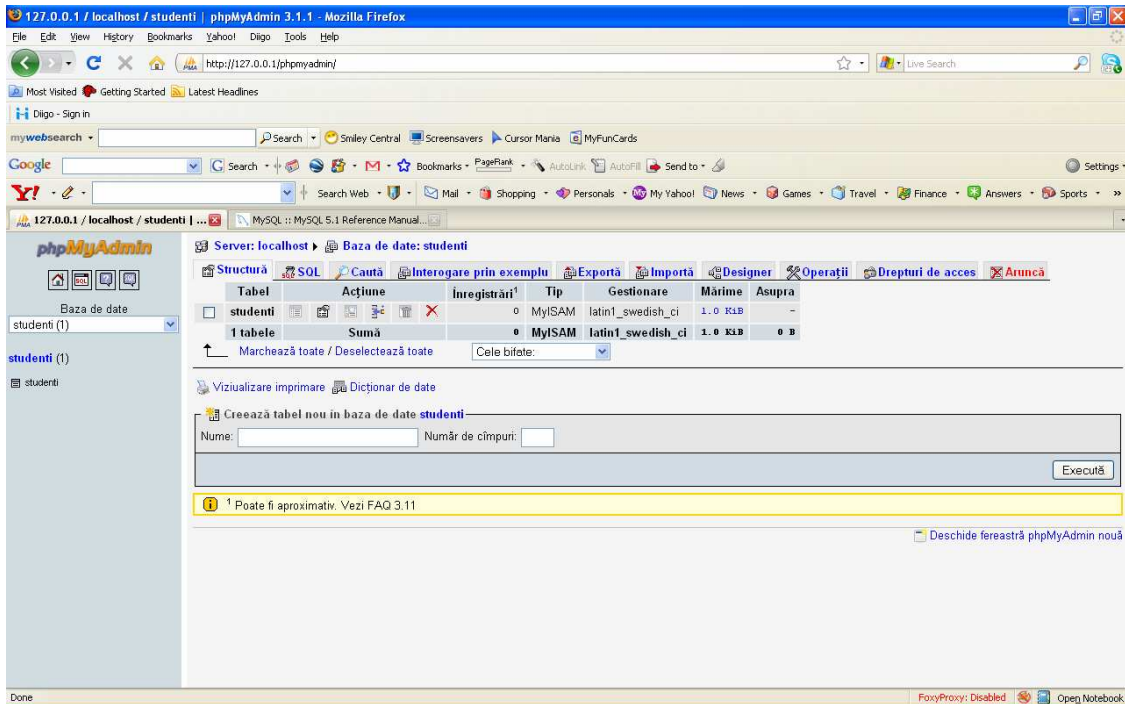 127.0.0.1 / localhost / studenti | phpMyAdmin 3.1.1 - Mozilla Firefox
File Edit View History Bookmarks Yahoo! Diigo Tools Help
http://127.0.0.1/phpmyadmin/ Live Search
Most Visited Getting Started Latest Headlines
Diigo - Sign in
mywebsearch Search Smiley Central Screensavers Cursor Mania MyFunCards
Google Search Bookmarks PageRank AutoLink AutoFill Send to Settings
Y! Search Web Mail Shopping Personals My Yahoo! News Games Travel Finance Answers Sports »
127.0.0.1 / localhost / studenti | ... MySQL :: MySQL 5.1 Reference Manual...
phpMyAdmin
SQL
Baza de date
studenti (1)
studenti (1)
studenti
Server: localhost Baza de date: studenti
Structură SQL Caută Interogare prin exemplu Exportă Importă Designer Operații Drepturi de acces Aruncă
Tabel Acțiune Înregistrări1 Tip Gestionare Mărime Asupra
studenti 0 MyISAM latin1_swedish_ci 1.0 KiB -
1 tabele Sumă 0 MyISAM latin1_swedish_ci 1.0 KiB 0 B
Marchează toate / Deselectează toate Cele bifate:
Viziualizare imprimare Dicționar de date
Creează tabel nou în baza de date studenti
Nume: Număr de cîmpuri:
Execută
1 Poate fi aproximativ. Vezi FAQ 3.11
Deschide fereastră phpMyAdmin nouă
Done FoxyProxy: Disabled Open Notebook